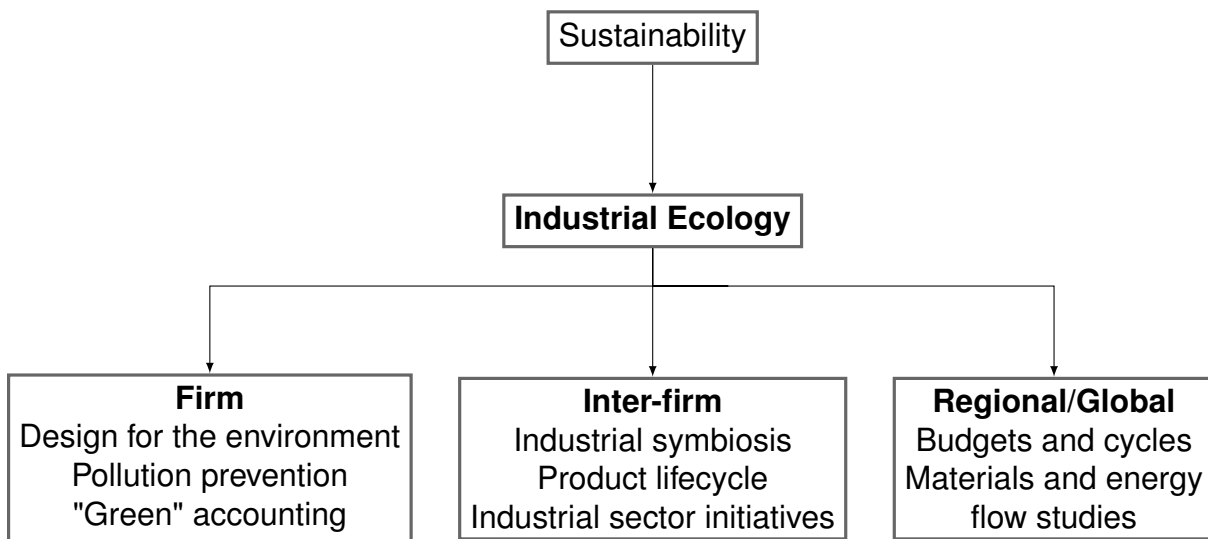 Sustainability
Industrial Ecology
Firm
Design for the environment
Pollution prevention
"Green" accounting
Inter-firm
Industrial symbiosis
Product lifecycle
Industrial sector initiatives
Regional/Global
Budgets and cycles
Materials and energy
flow studies